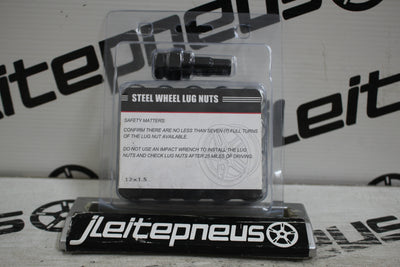 jleitepneus
STEEL WHEEL LUG NUTS
SAFETY MATTERS:
CONFIRM THERE ARE NO LESS THAN SEVEN (7) FULL TURNS
OF THE LUG NUT AVAILABLE.
DO NOT USE AN IMPACT WRENCH TO INSTALL THE LUG
NUTS AND CHECK LUG NUTS AFTER 25 MILES OF DRIVING.
12x1.5
jleitepneus